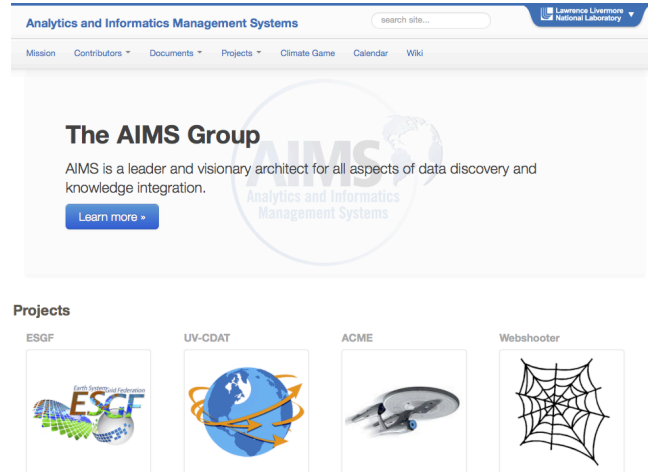 Analytics and Informatics Management Systems
search site...
Lawrence Livermore
National Laboratory
Mission Contributors Documents Projects Climate Game Calendar Wiki
The AIMS Group
AIMS is a leader and visionary architect for all aspects of data discovery and
knowledge integration.
Learn more »
AIMS
Analytics and Informatics
Management Systems
Projects
ESGF UV-CDAT ACME Webshooter
Earth System Grid Federation
ESGF